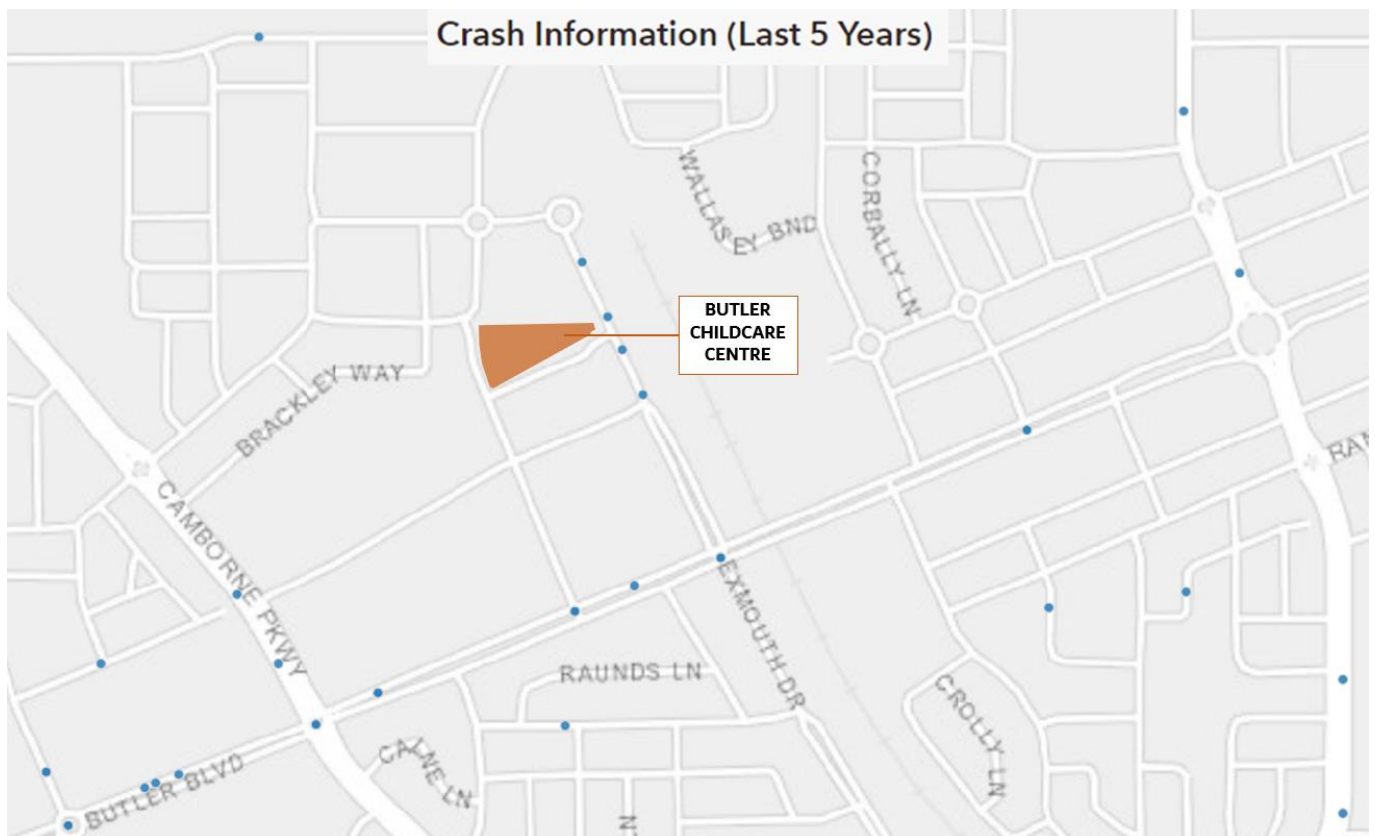 Crash Information (Last 5 Years)
WALLASEY BND
CORBALLY LN
BUTLER
CHILDCARE
CENTRE
BRACKLEY WAY
CAMBORNE PKWY
EXMOUTH DR
RAUNDS LN
CROLLY LN
CALNE LN
BUTLER BLVD
RAN
N